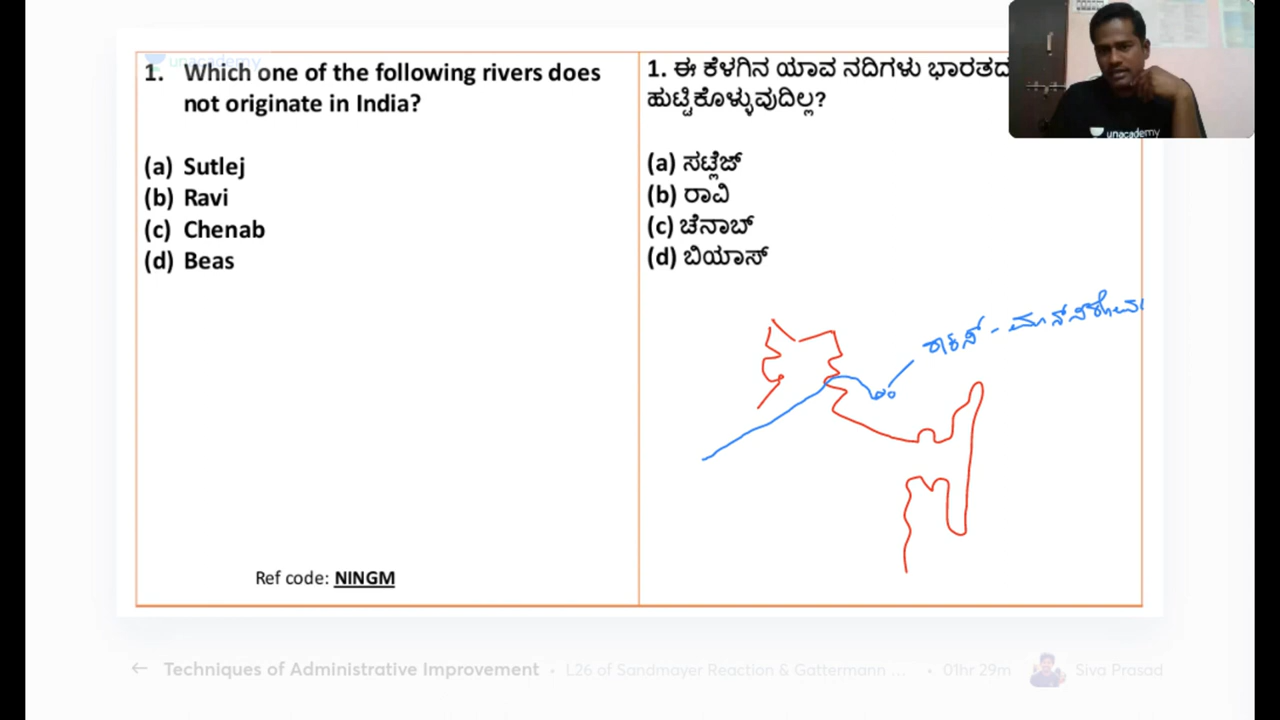 unacademy
1. Which one of the following rivers does
not originate in India?
(a) Sutlej
(b) Ravi
(c) Chenab
(d) Beas
Ref code: NINGM
1. ಈ ಕೆಳಗಿನ ಯಾವ ನದಿಗಳು ಭಾರತದ
ಹುಟ್ಟಿಕೊಳ್ಳುವುದಿಲ್ಲ?
(a) ಸಟ್ಲೆಜ್
(b) ರಾವಿ
(c) ಚೆನಾಬ್
(d) ಬಿಯಾಸ್
unacademy
← Techniques of Administrative Improvement • L26 of Sandmayer Reaction & Gattermann ... • 01hr 29m Siva Prasad